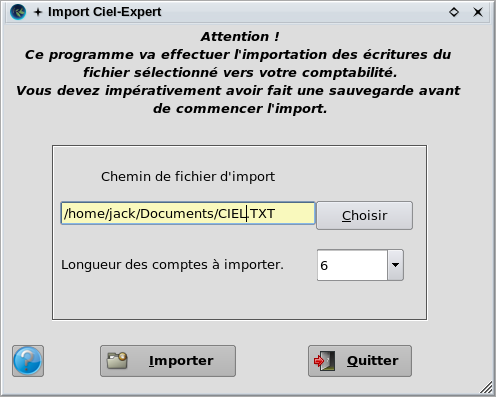 Import Ciel-Expert
Attention !
Ce programme va effectuer l'importation des écritures du
fichier sélectionné vers votre comptabilité.
Vous devez impérativement avoir fait une sauvegarde avant
de commencer l'import.
Chemin de fichier d'import
/home/jack/Documents/CIEL.TXT
Choisir
Longueur des comptes à importer.
6
?
Importer
Quitter